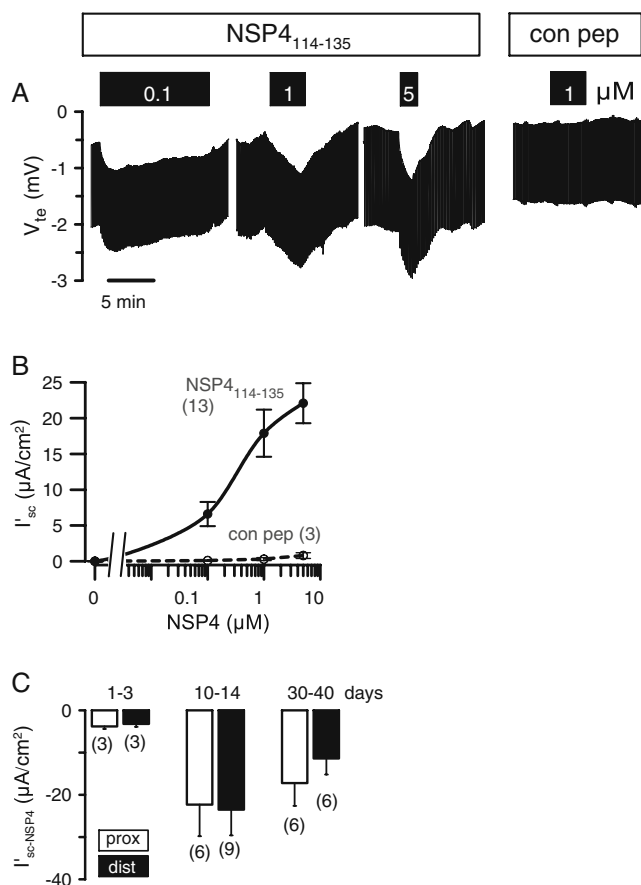 NSP4114-135
con pep
A
0.1
1
5
1
µM
0
-1
-2
-3
Vte (mV)
5 min
B
25
20
15
10
5
0
I'sc (µA/cm2)
NSP4114-135
(13)
con pep (3)
0
0.1
1
10
NSP4 (µM)
C
1-3
10-14
30-40 days
0
-20
-40
I'sc-NSP4 (µA/cm2)
(3)
(3)
(6)
(9)
(6)
(6)
prox
dist